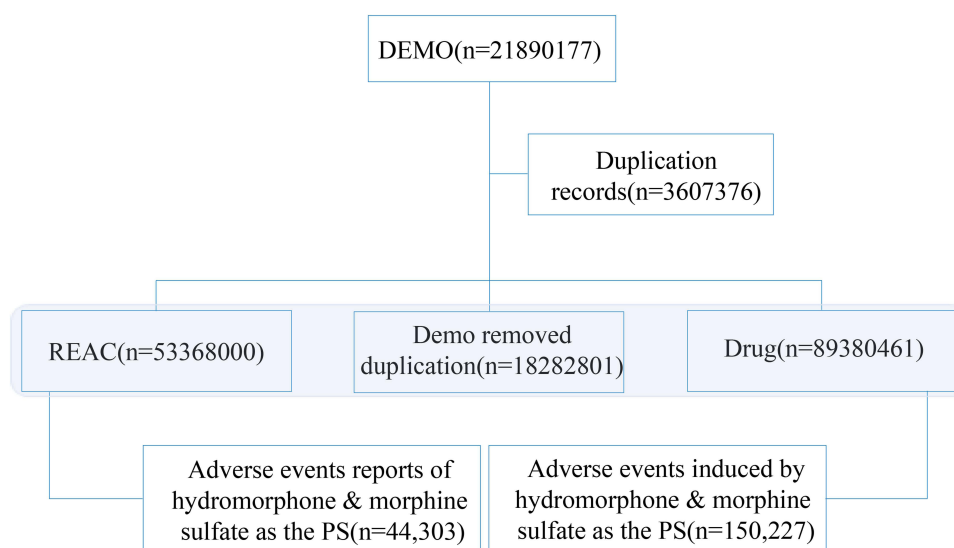 DEMO(n=21890177)
Duplication
records(n=3607376)
REAC(n=53368000)
Demo removed
duplication(n=18282801)
Drug(n=89380461)
Adverse events reports of
hydromorphone & morphine
sulfate as the PS(n=44,303)
Adverse events induced by
hydromorphone & morphine
sulfate as the PS(n=150,227)